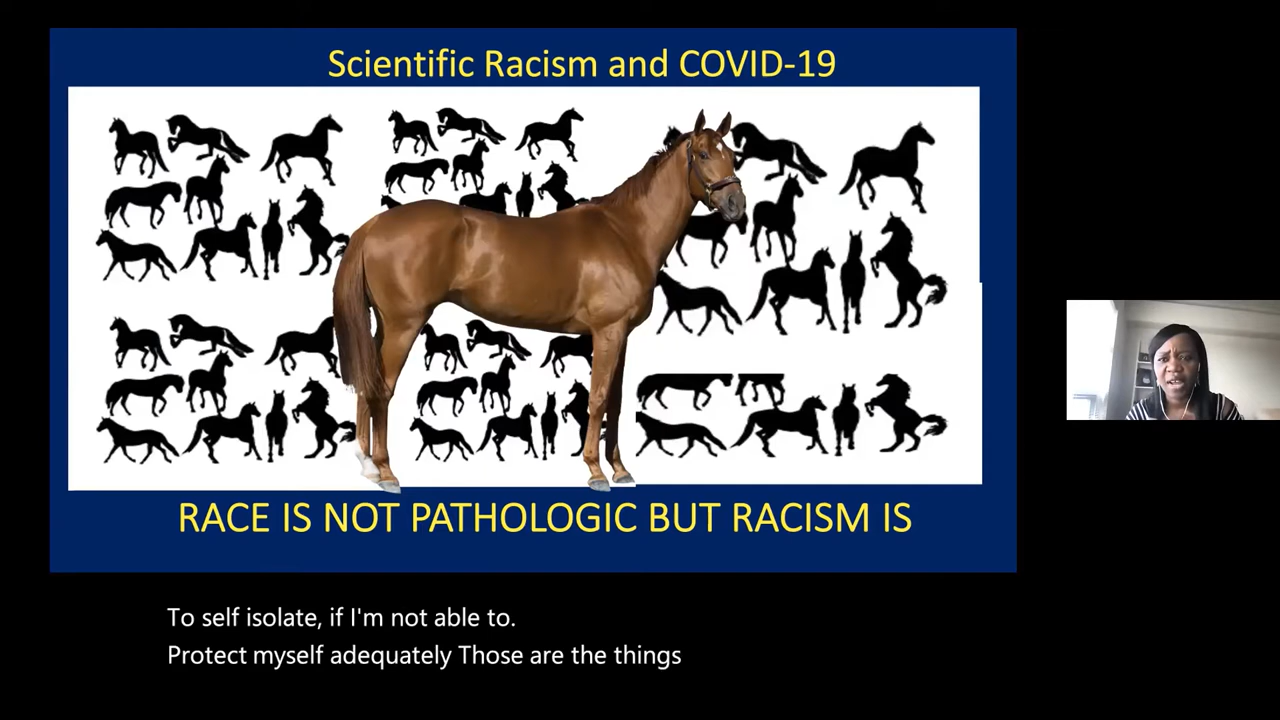 Scientific Racism and COVID-19
RACE IS NOT PATHOLOGIC BUT RACISM IS
To self isolate, if I'm not able to.
Protect myself adequately Those are the things